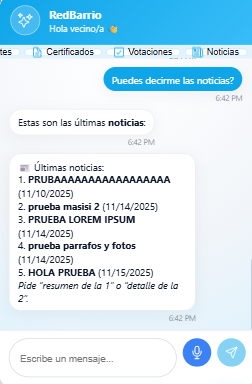 RedBarrio
Hola vecino/a 👋
tes Certificados Votaciones Noticias
Puedes decirme las noticias?
6:42 PM
Estas son las últimas noticias:
6:42 PM
📰 Últimas noticias:
1. PRUBAAAAAAAAAAAAAAAAA
(11/10/2025)
2. prueba masisi 2 (11/14/2025)
3. PRUEBA LOREM IPSUM
(11/14/2025)
4. prueba parrafos y fotos
(11/14/2025)
5. HOLA PRUEBA (11/15/2025)
Pide "resumen de la 1" o "detalle de la
2".
6:42 PM
Escribe un mensaje...